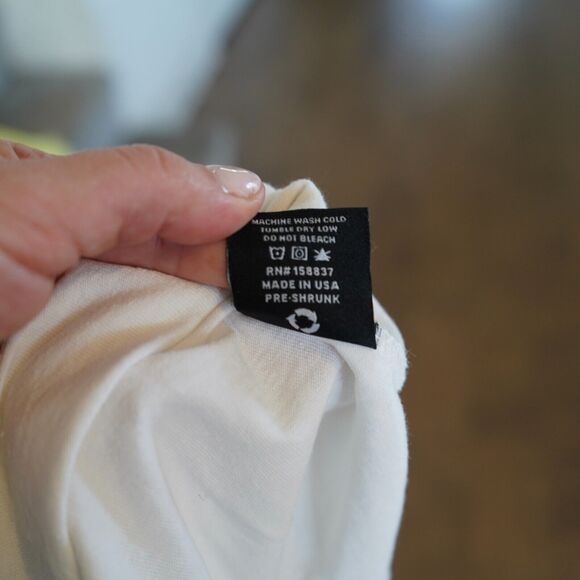 MACHINE WASH COLD
TUMBLE DRY LOW
DO NOT BLEACH
RN# 158837
MADE IN USA
PRE-SHRUNK